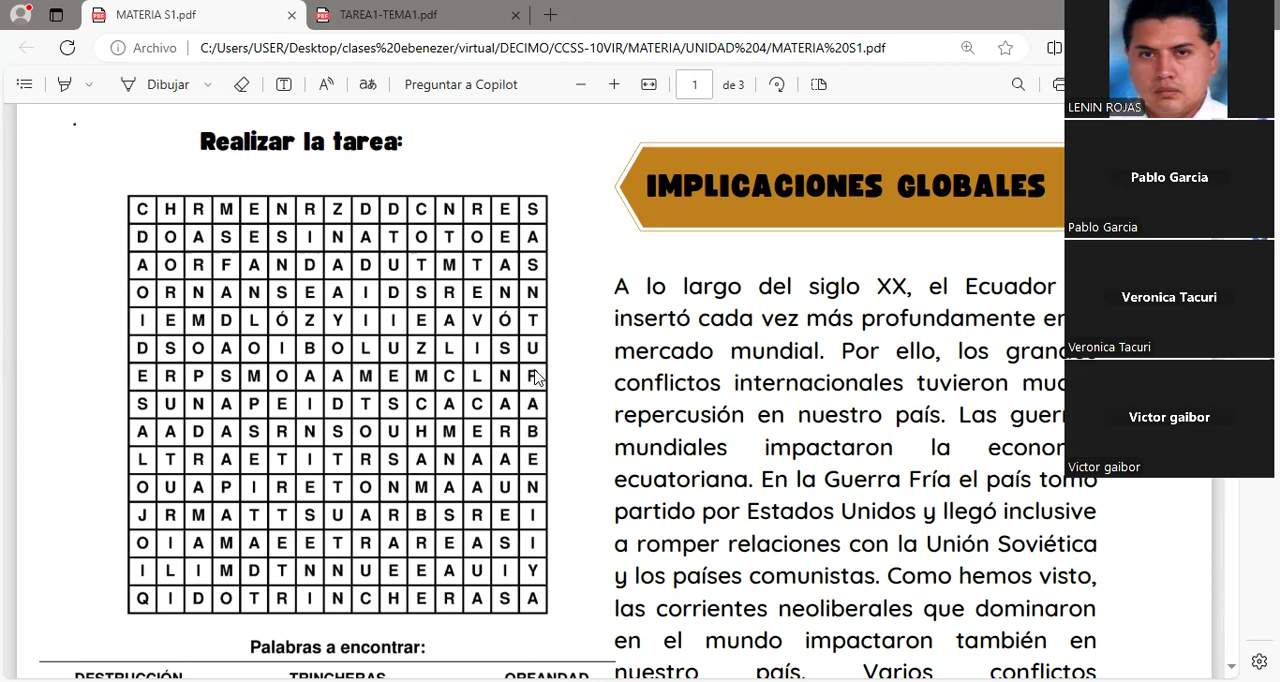 MATERIA S1.pdf
TAREA1-TEMA1.pdf
Archivo
C:/Users/USER/Desktop/clases%20ebenezer/virtual/DECIMO/CCSS-10VIR/MATERIA/UNIDAD%204/MATERIA%20S1.pdf
Dibujar
Preguntar a Copilot
1
de 3
LENIN ROJAS
Pablo Garcia
Pablo Garcia
Veronica Tacuri
Veronica Tacuri
Victor gaibor
Victor gaibor
Realizar la tarea:
C H R M E N R Z D D C N R E S
D O A S E S I N A T O T O E A
A O R F A N D A D U T M T A S
O R N A N S E A I D S R E N N
I E M D L Ó Z Y I I E A V Ó T
D S O A O I B O L U Z L I S U
E R P S M O A A M E M C L N
S U N A P E I D T S C A C A A
A A D A S R N S O U H M E R B
L T R A E T I T R S A N A A E
O U A P I R E T O N M A A U N
J R M A T T S U A R B S R E I
O I A M A E E T R A R E A S I
I L I M D T N N U E E A U I Y
Q I D O T R I N C H E R A S A
Palabras a encontrar:
DESTRUCCIÓN TRINCHERAS ORFANDAD
IMPLICACIONES GLOBALES
A lo largo del siglo XX, el Ecuador
insertó cada vez más profundamente en
mercado mundial. Por ello, los grandes
conflictos internacionales tuvieron
repercusión en nuestro país. Las
mundiales impactaron la
ecuatoriana. En la Guerra Fría el país tomó
partido por Estados Unidos y llegó inclusive
a romper relaciones con la Unión Soviética
y los países comunistas. Como hemos visto,
las corrientes neoliberales que dominaron
en el mundo impactaron también en
nuestro país. Varios conflictos